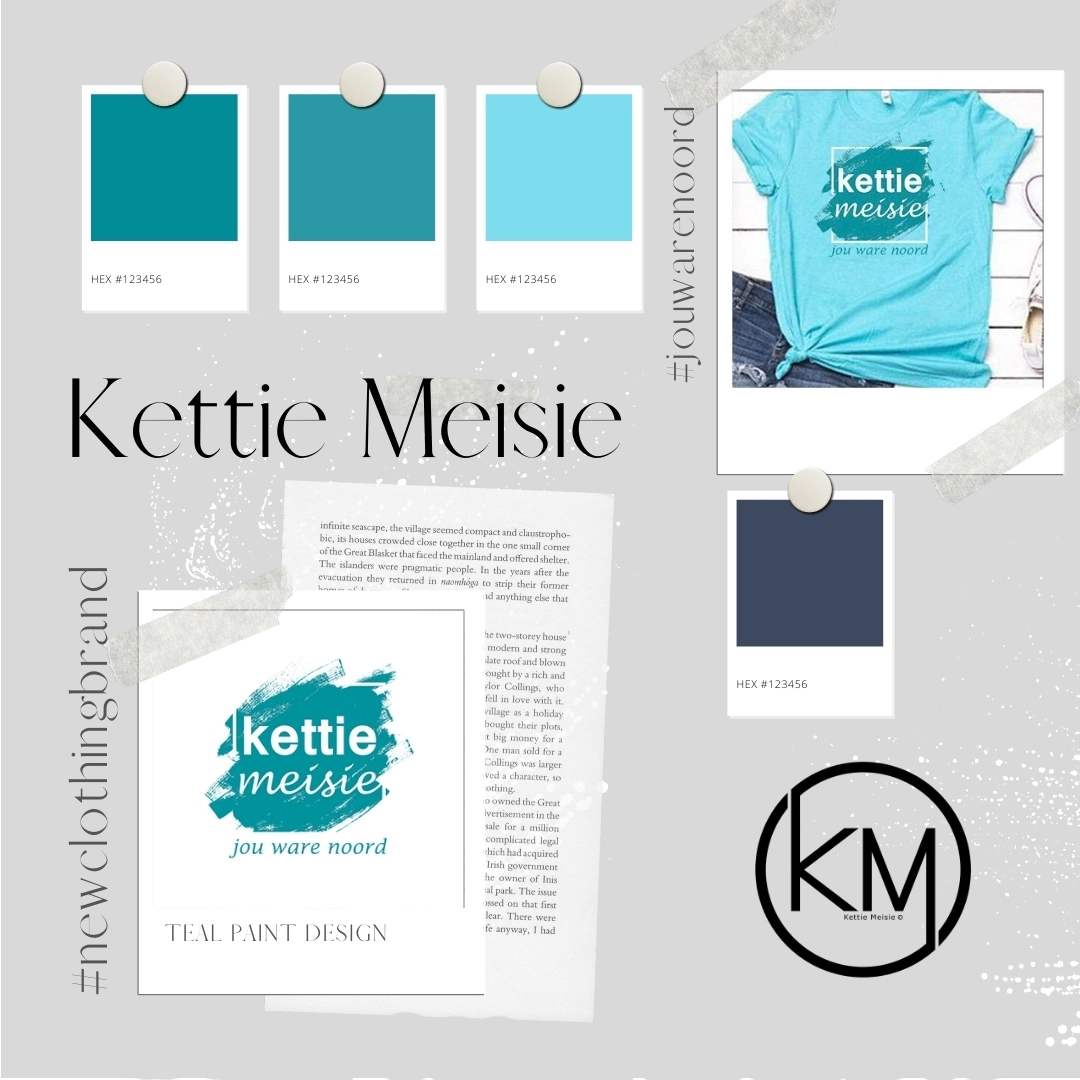 HEX #123456
HEX #123456
HEX #123456
#jouwarenoord
kettie
meisie
jou ware noord
Kettie Meisie
HEX #123456
infinite seascape, the village seemed compact and claustropho-
bic, its houses crowded close together in the one small corner
of the Great Blasket that faced the mainland and offered shelter.
The islanders were pragmatic people. In the years after the
evacuation they returned in naomhóga to strip their former
nd anything else that
he two-storey house
modern and strong
late roof and blown
ought by a rich and
ylor Collings, who
fell in love with it.
village as a holiday
bought their plots,
t big money for a
One man sold for a
Collings was larger
ved a character, so
othing.
o owned the Great
dvertisement in the
sale for a million
complicated legal
which had acquired
Irish government
he owner of Inis
al park. The issue
ossed on that first
lear. There were
fe anyway, I had
#newclothingbrand
kettie
meisie
jou ware noord
TEAL PAINT DESIGN
KM
Kettie Meisie ©